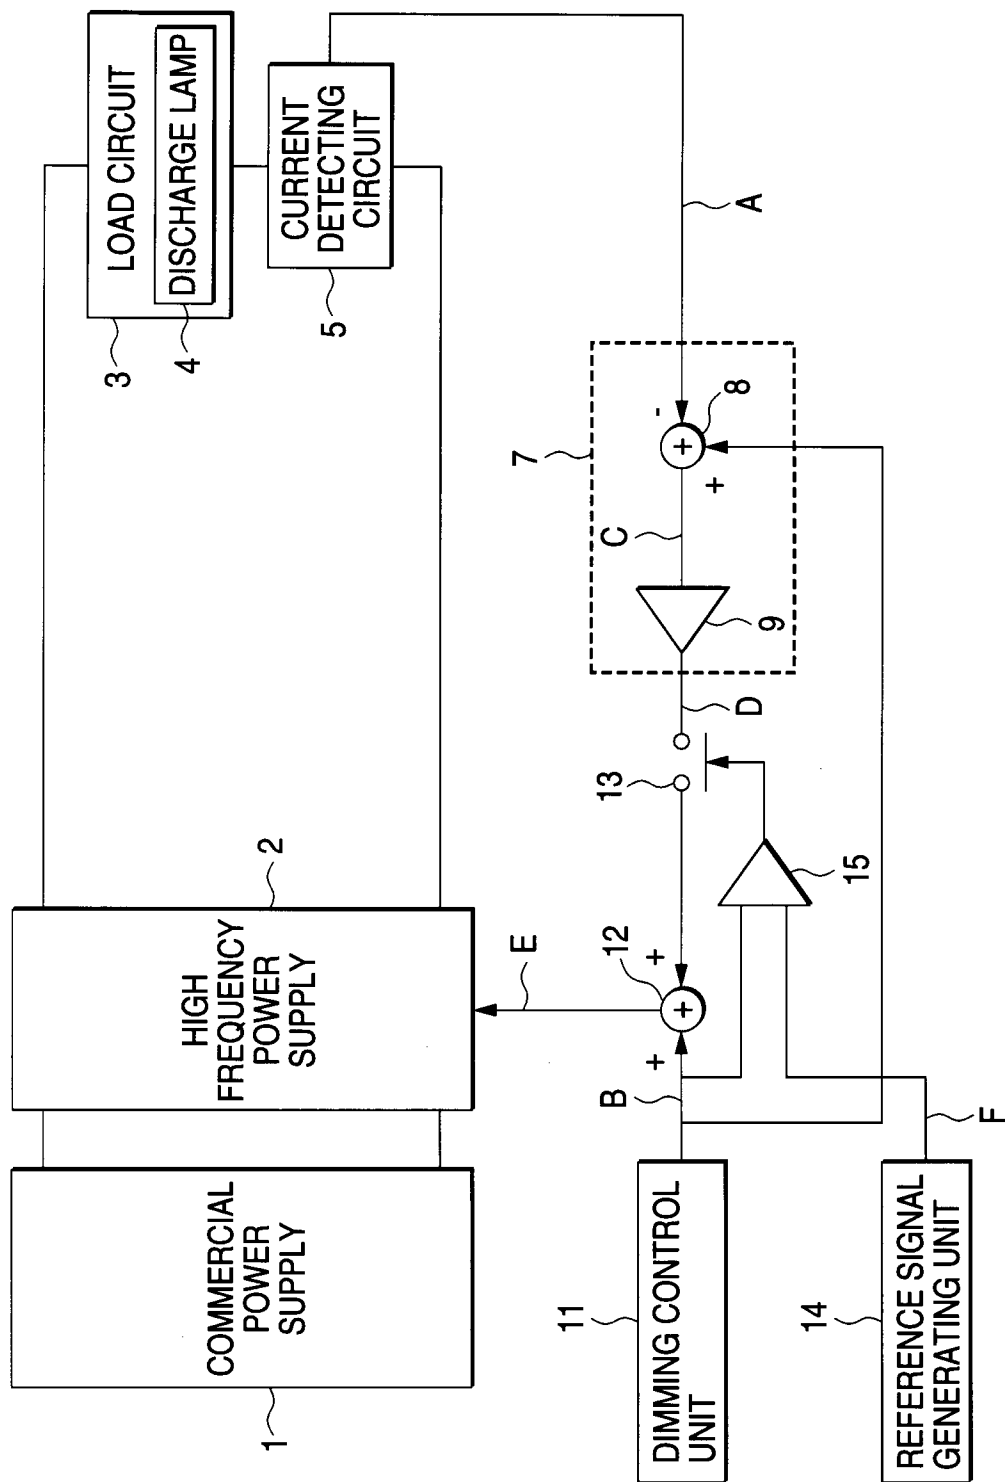 COMMERCIAL
POWER
SUPPLY
1
HIGH
FREQUENCY
POWER
SUPPLY
2
LOAD CIRCUIT
DISCHARGE LAMP
3
4
CURRENT
DETECTING
CIRCUIT
5
A
E
7
8
-
+
+
C
9
D
13
12
+
+
+
B
15
11
DIMMING CONTROL
UNIT
14
REFERENCE SIGNAL
GENERATING UNIT
F